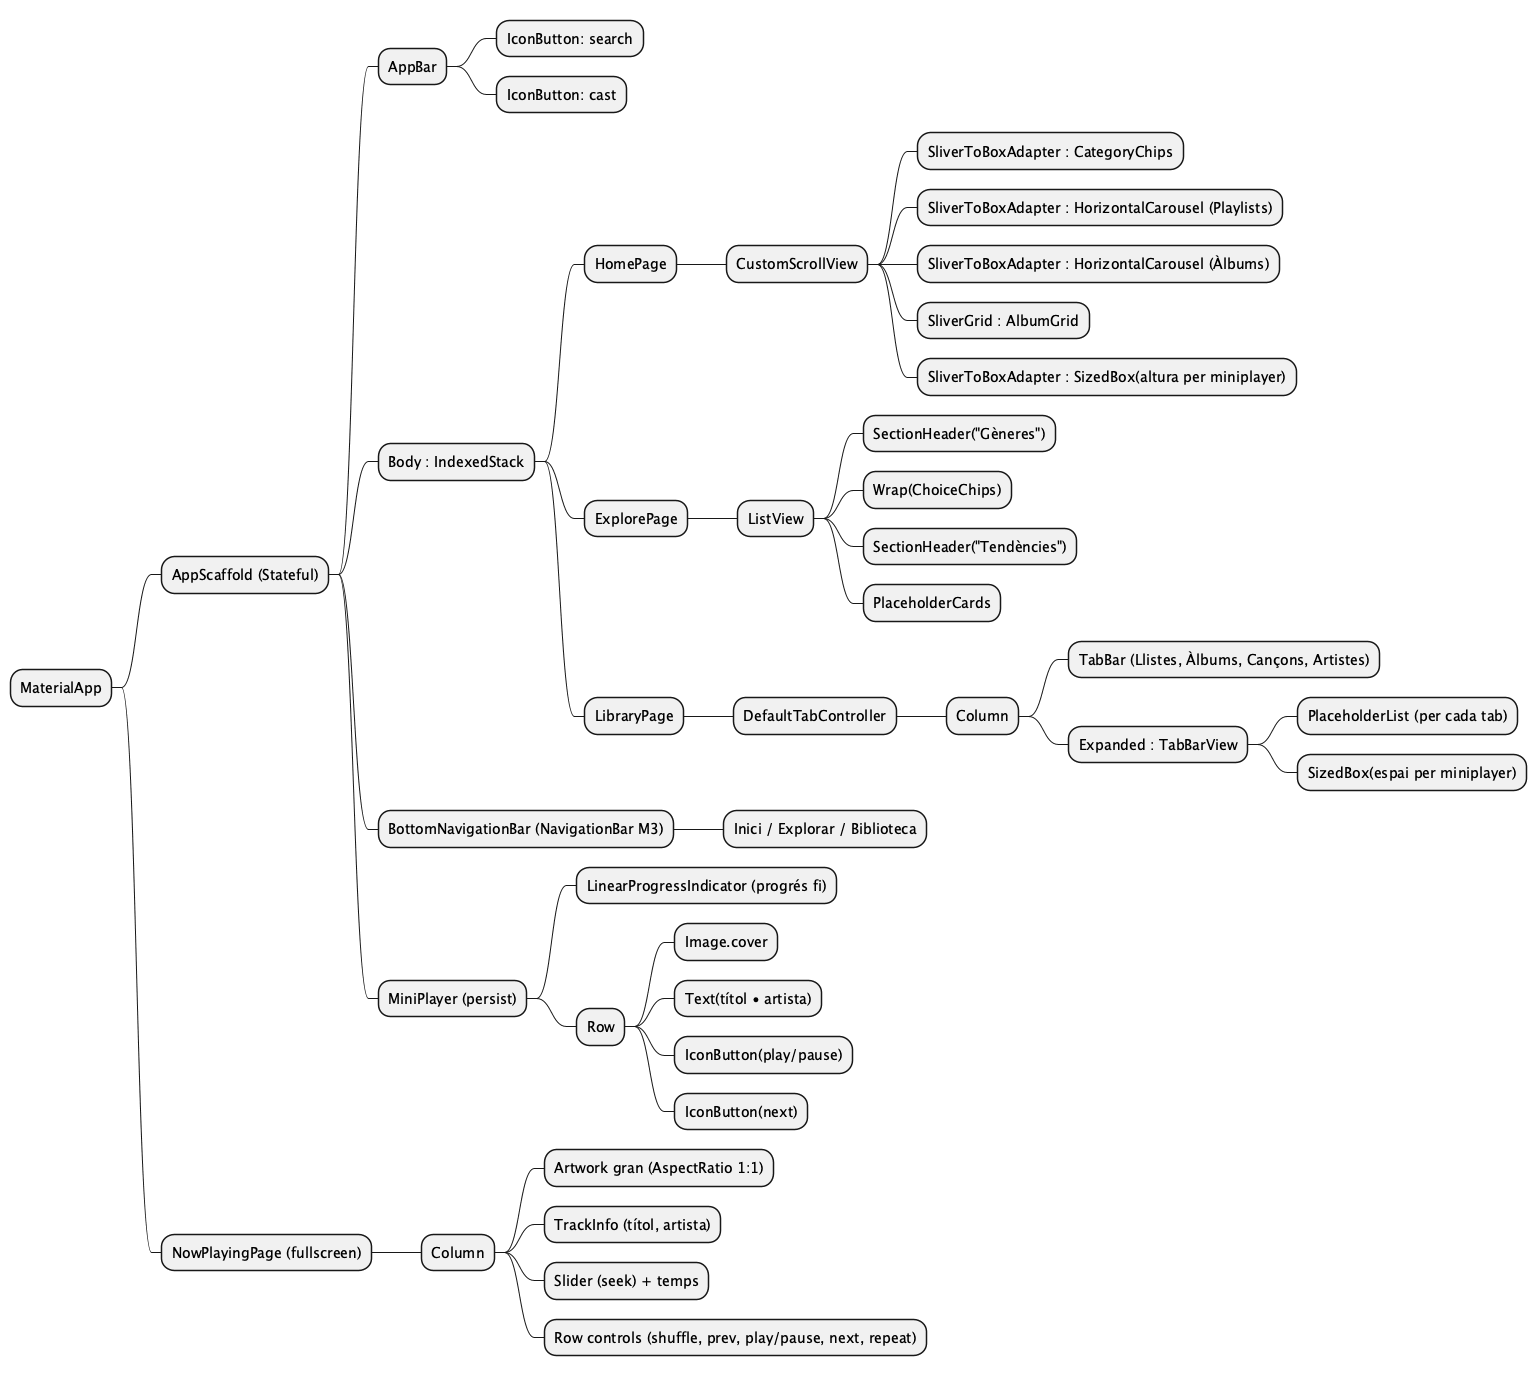 MaterialApp
AppScaffold (Stateful)
AppBar
IconButton: search
IconButton: cast
Body : IndexedStack
HomePage
CustomScrollView
SliverToBoxAdapter : CategoryChips
SliverToBoxAdapter : HorizontalCarousel (Playlists)
SliverToBoxAdapter : HorizontalCarousel (Àlbums)
SliverGrid : AlbumGrid
SliverToBoxAdapter : SizedBox(altura per miniplayer)
ExplorePage
ListView
SectionHeader("Gèneres")
Wrap(ChoiceChips)
SectionHeader("Tendències")
PlaceholderCards
LibraryPage
DefaultTabController
Column
TabBar (Llistes, Àlbums, Cançons, Artistes)
Expanded : TabBarView
PlaceholderList (per cada tab)
SizedBox(espai per miniplayer)
BottomNavigationBar (NavigationBar M3)
Inici / Explorar / Biblioteca
MiniPlayer (persist)
LinearProgressIndicator (progrés fi)
Row
Image.cover
Text(títol • artista)
IconButton(play/pause)
IconButton(next)
NowPlayingPage (fullscreen)
Column
Artwork gran (AspectRatio 1:1)
TrackInfo (títol, artista)
Slider (seek) + temps
Row controls (shuffle, prev, play/pause, next, repeat)